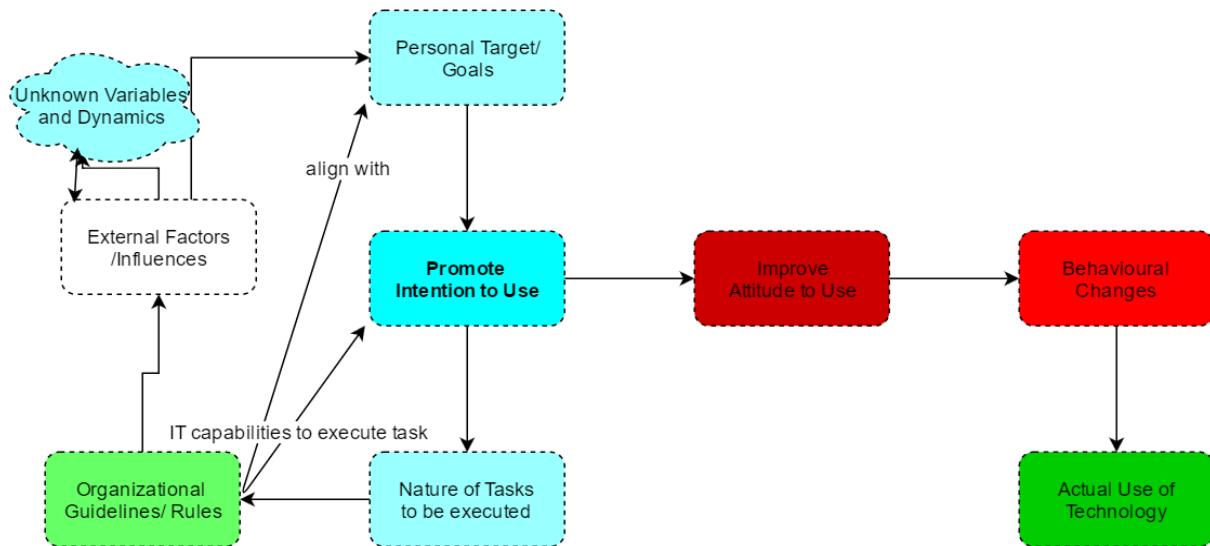 Personal Target/
Goals
Unknown Variables
and Dynamics
align with
External Factors
/Influences
Promote
Intention to Use
Improve
Attitude to Use
Behavioural
Changes
IT capabilities to execute task
Organizational
Guidelines/ Rules
Nature of Tasks
to be executed
Actual Use of
Technology